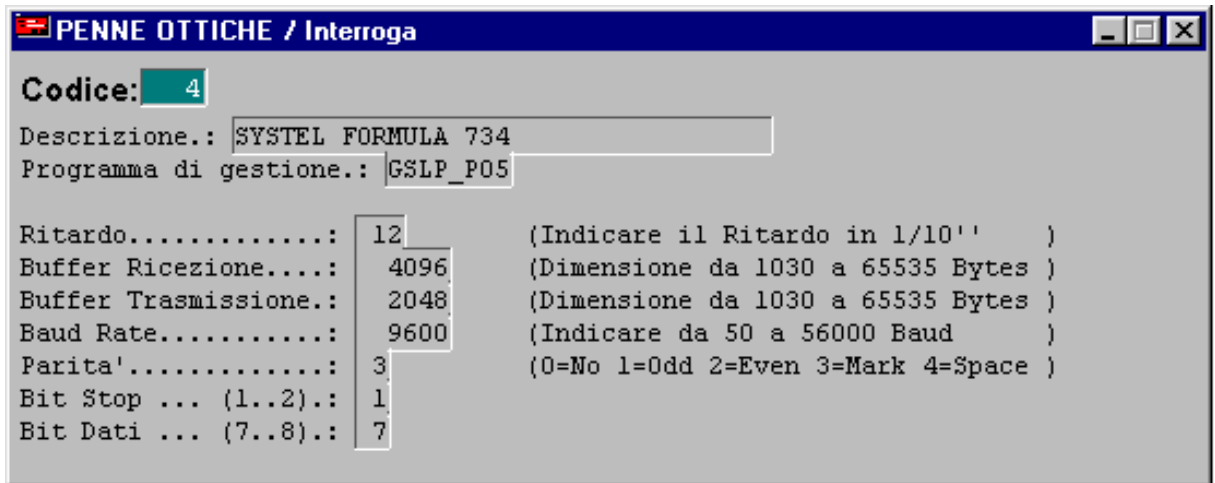 PENNE OTTICHE / Interroga
Codice: 4
Descrizione.: SYSTEL FORMULA 734
Programma di gestione.: GSLP_P05
Ritardo.............: 12 (Indicare il Ritardo in 1/10'' )
Buffer Ricezione....: 4096 (Dimensione da 1030 a 65535 Bytes )
Buffer Trasmissione.: 2048 (Dimensione da 1030 a 65535 Bytes )
Baud Rate...........: 9600 (Indicare da 50 a 56000 Baud )
Parita'.............: 3 (0=No 1=Odd 2=Even 3=Mark 4=Space )
Bit Stop ... (1..2).: 1
Bit Dati ... (7..8).: 7